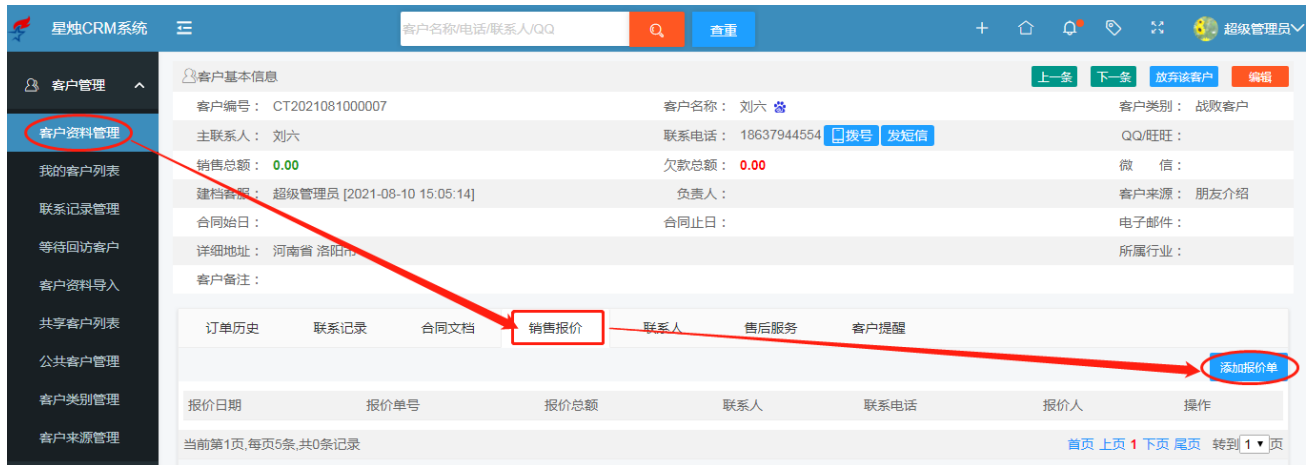 星烛CRM系统 客户名称/电话/联系人/QQ 查重 超级管理员
客户管理 客户基本信息 上一条 下一条 放弃该客户 编辑
客户编号： CT2021081000007 客户名称： 刘六 客户类别： 战败客户
客户资料管理 主联系人： 刘六 联系电话： 18637944554 拨号 发短信 QQ/旺旺：
我的客户列表 销售总额： 0.00 欠款总额： 0.00 微 信：
联系记录管理 建档客服： 超级管理员 [2021-08-10 15:05:14] 负责人： 客户来源： 朋友介绍
合同始日： 合同止日： 电子邮件：
等待回访客户 详细地址： 河南省 洛阳市 所属行业：
客户资料导入 客户备注：
共享客户列表 订单历史 联系记录 合同文档 销售报价 联系人 售后服务 客户提醒
公共客户管理 添加报价单
客户类别管理 报价日期 报价单号 报价总额 联系人 联系电话 报价人 操作
客户来源管理 当前第1页,每页5条,共0条记录 首页 上页 1 下页 尾页 转到 1 页